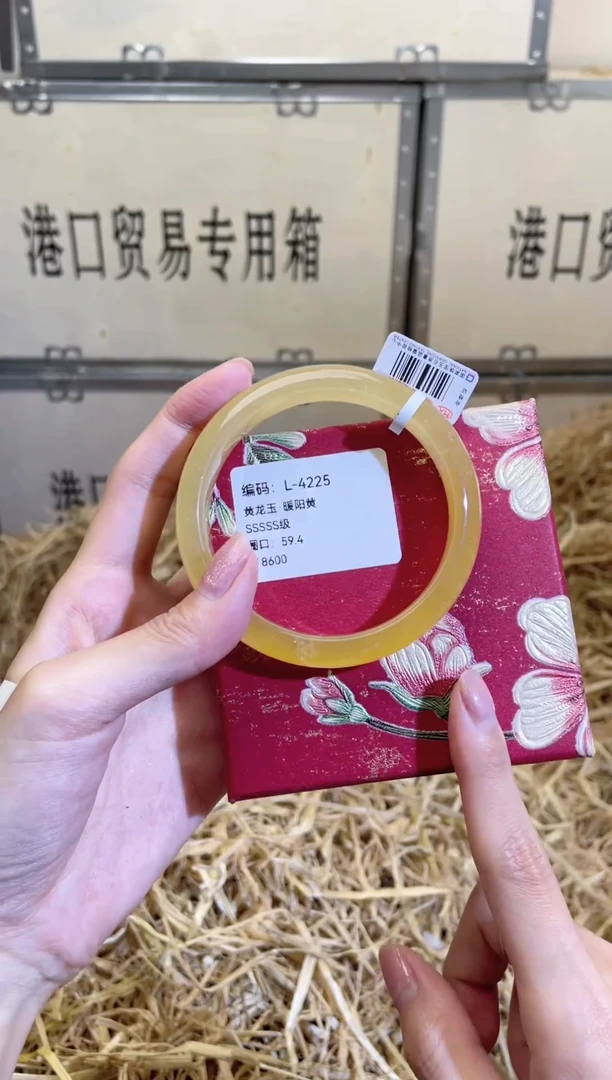 港口贸易专用箱
港口贸
港
编码：L-4225
黄龙玉·暖阳黄
SSSSS级
圈口：59.4
8600